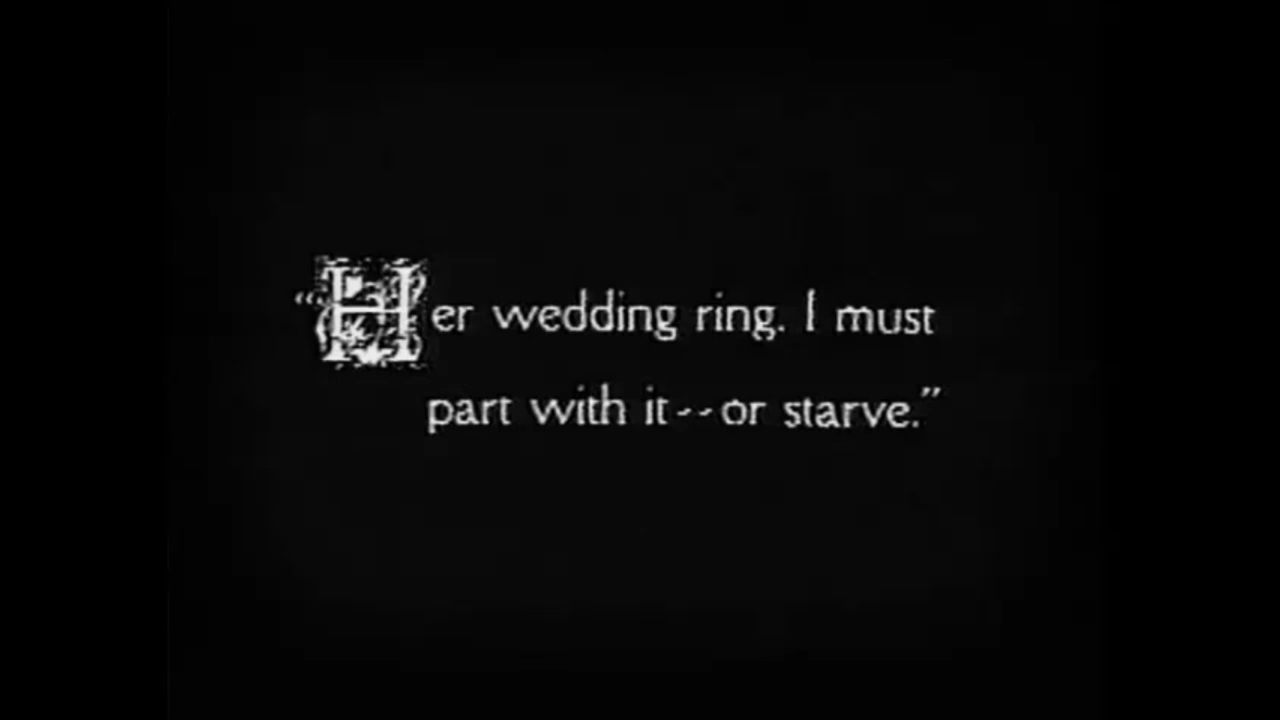 “Her wedding ring. I must
part with it--or starve.”